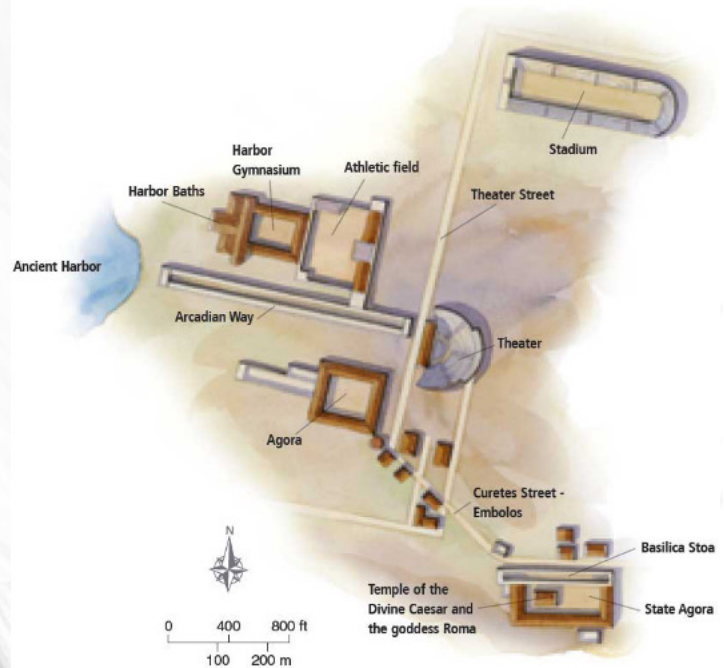 Stadium
Harbor
Gymnasium
Athletic field
Harbor Baths
Theater Street
Ancient Harbor
Arcadian Way
Theater
Agora
Curetes Street -
Embolos
N
Basilica Stoa
Temple of the
Divine Caesar and
the goddess Roma
State Agora
0 400 800 ft
100 200 m